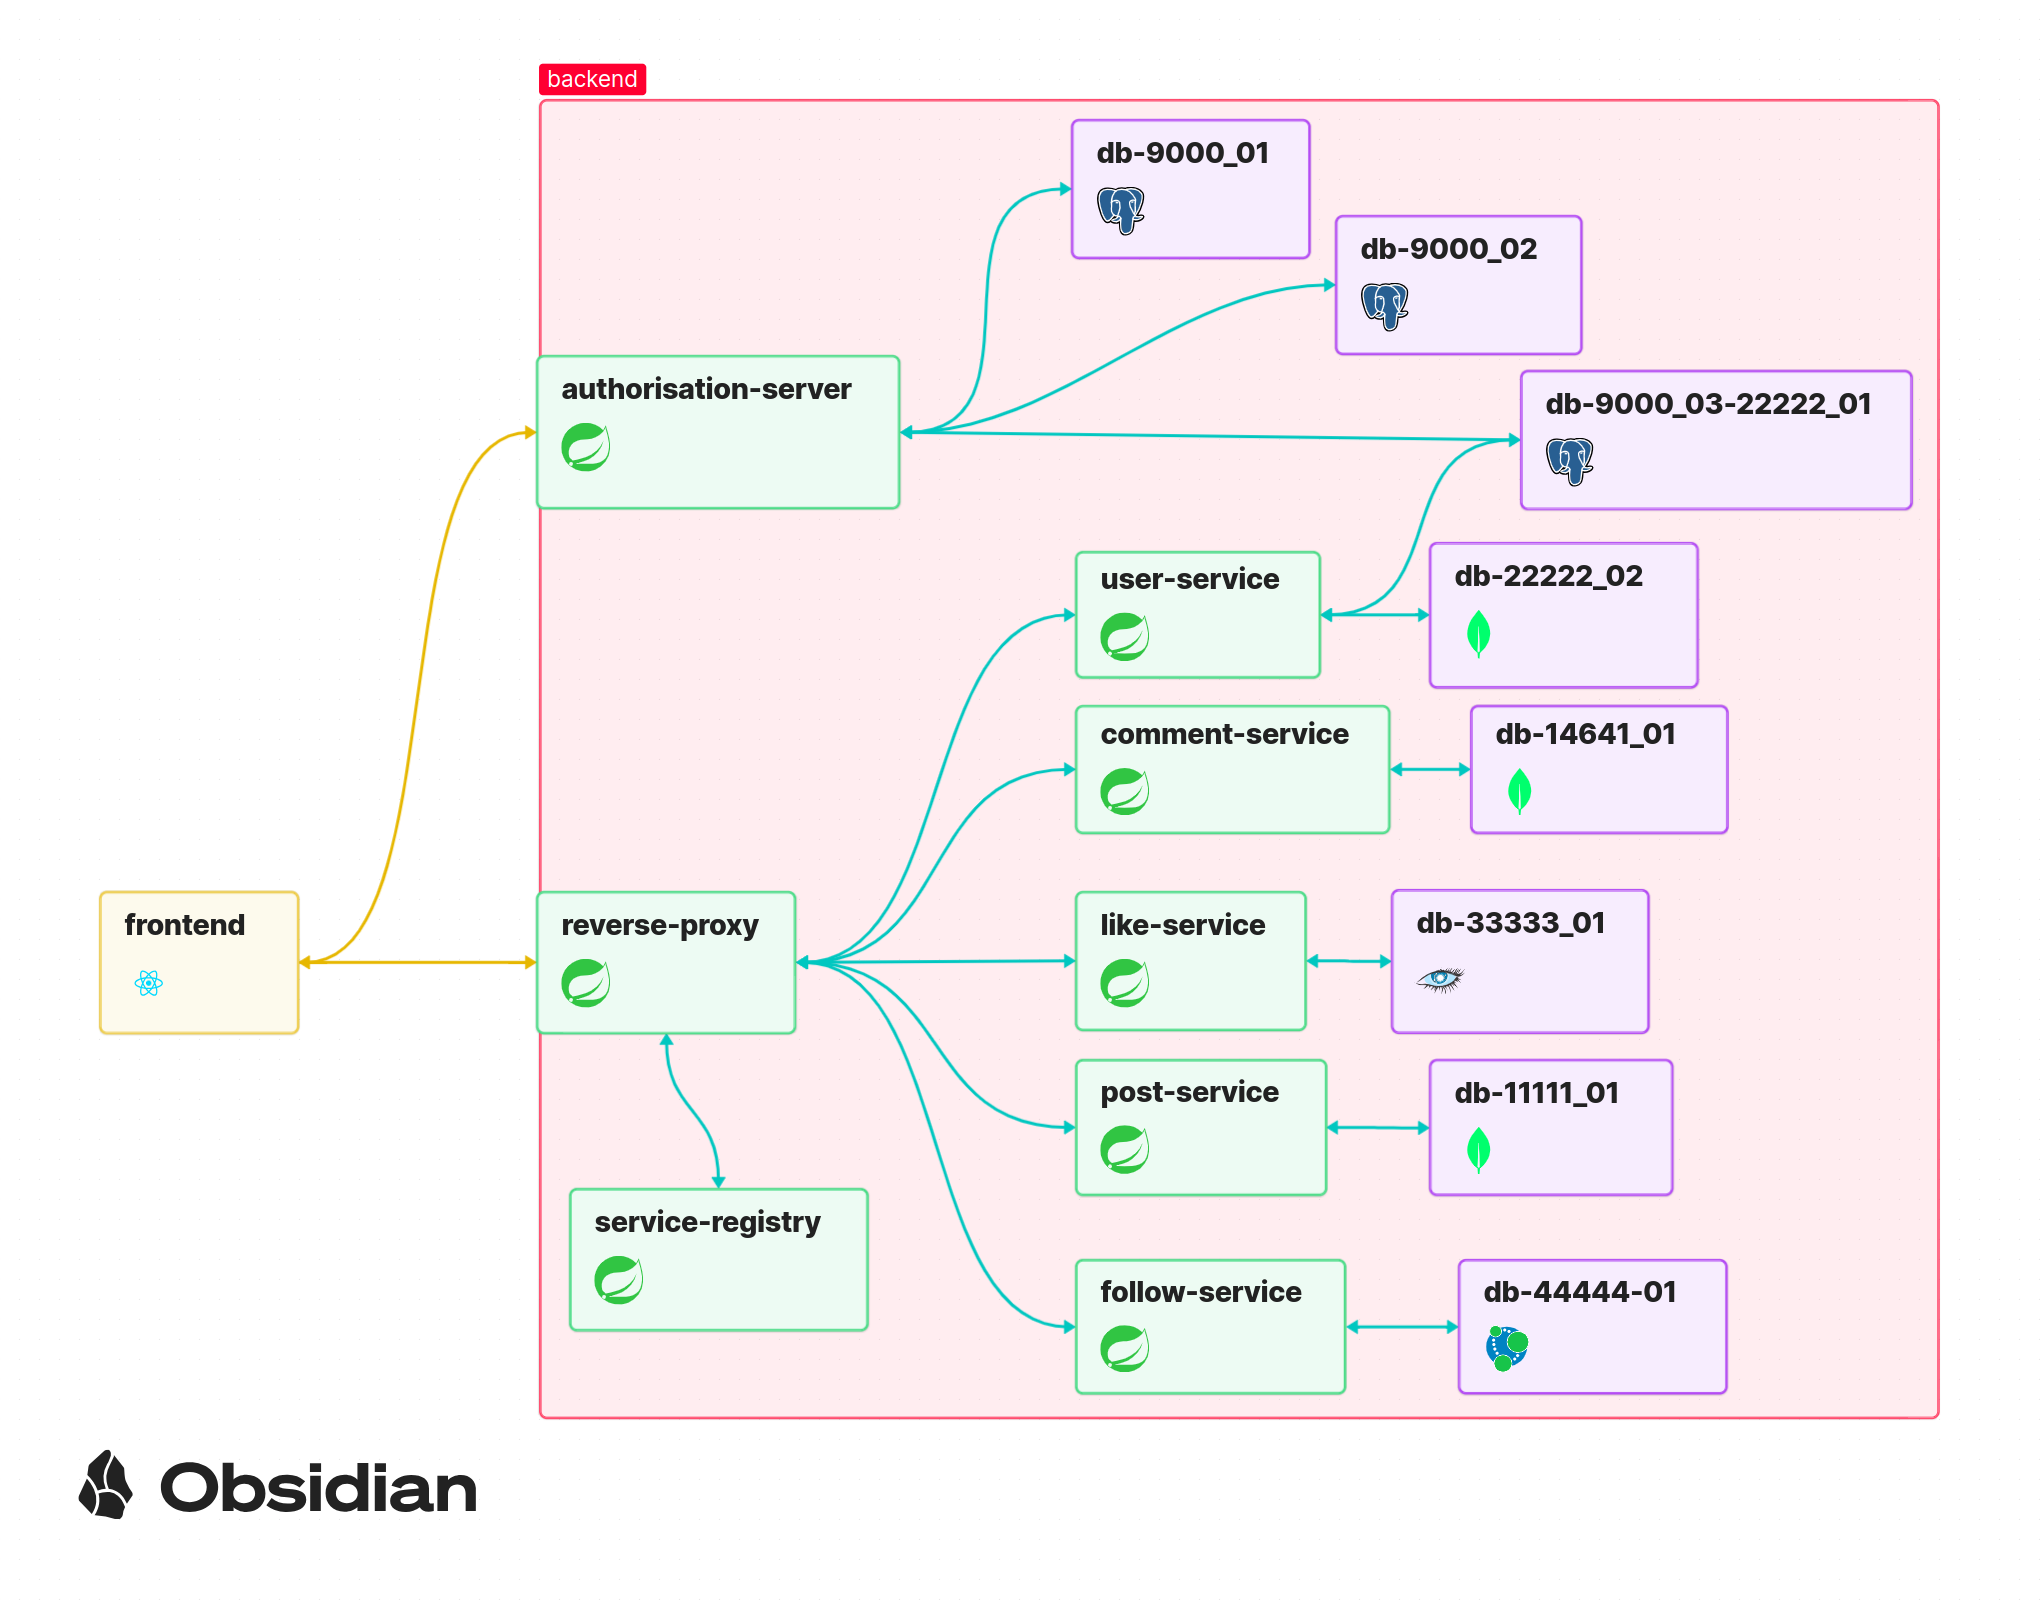 backend
db-9000_01
db-9000_02
authorisation-server
db-9000_03-22222_01
user-service
db-22222_02
comment-service
db-14641_01
frontend
reverse-proxy
like-service
db-33333_01
post-service
db-11111_01
service-registry
follow-service
db-44444-01
Obsidian